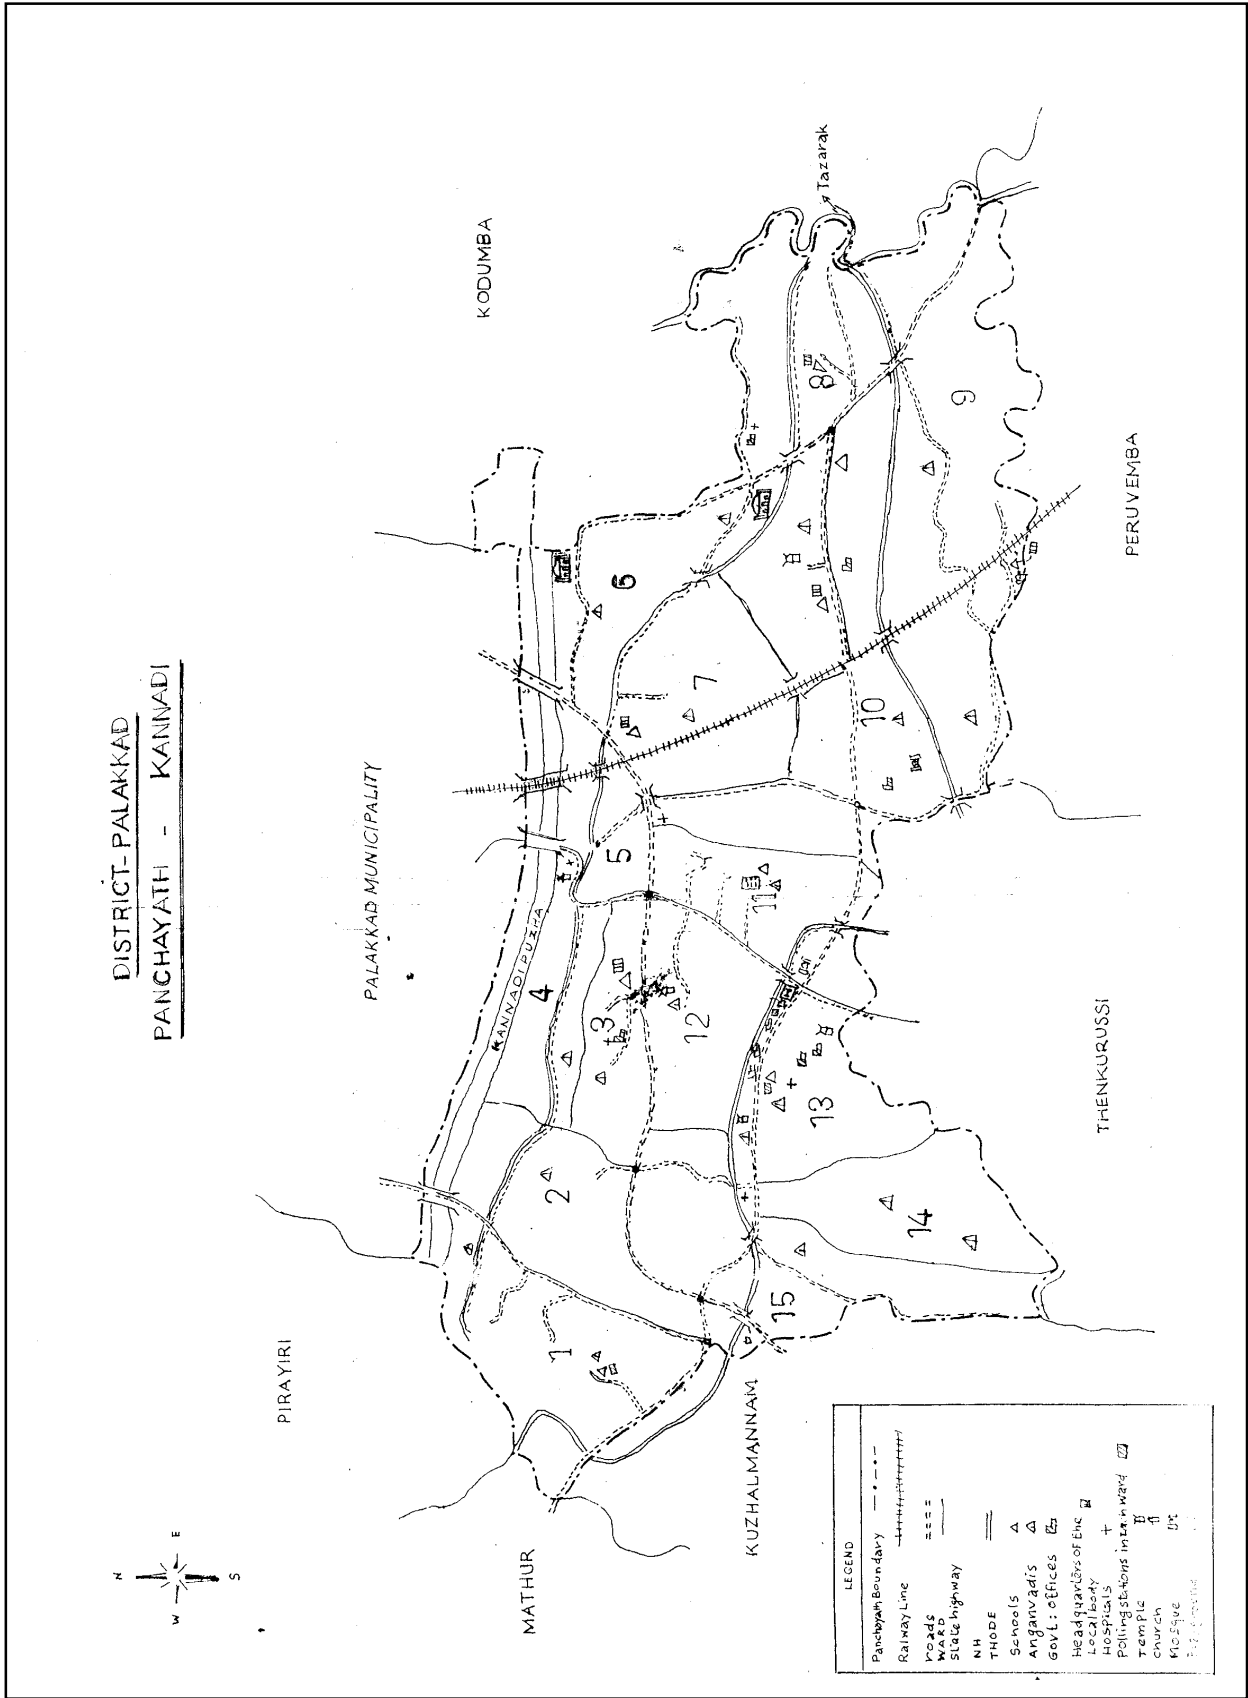 DISTRICT-PALAKKAD
PANCHAYATH - KANNADI
N
W E
S
PIRAYIRI
PALAKKAD MUNICIPALITY
KODUMBA
KANNADIPUZHA
Tazarak
MATHUR
KUZHALMANNAM
THENKURUSSI
PERUVEMBA
1
2
3
4
5
6
7
8
9
10
11
12
13
14
15
LEGEND
Panchayath Boundary
Railway Line
roads
WARD
State highway
NH
THODE
Schools
Anganvadis
Govt: offices
Headquarters of the
Local body
Hospitals
Polling stations in ward
Temple
church
Mosque